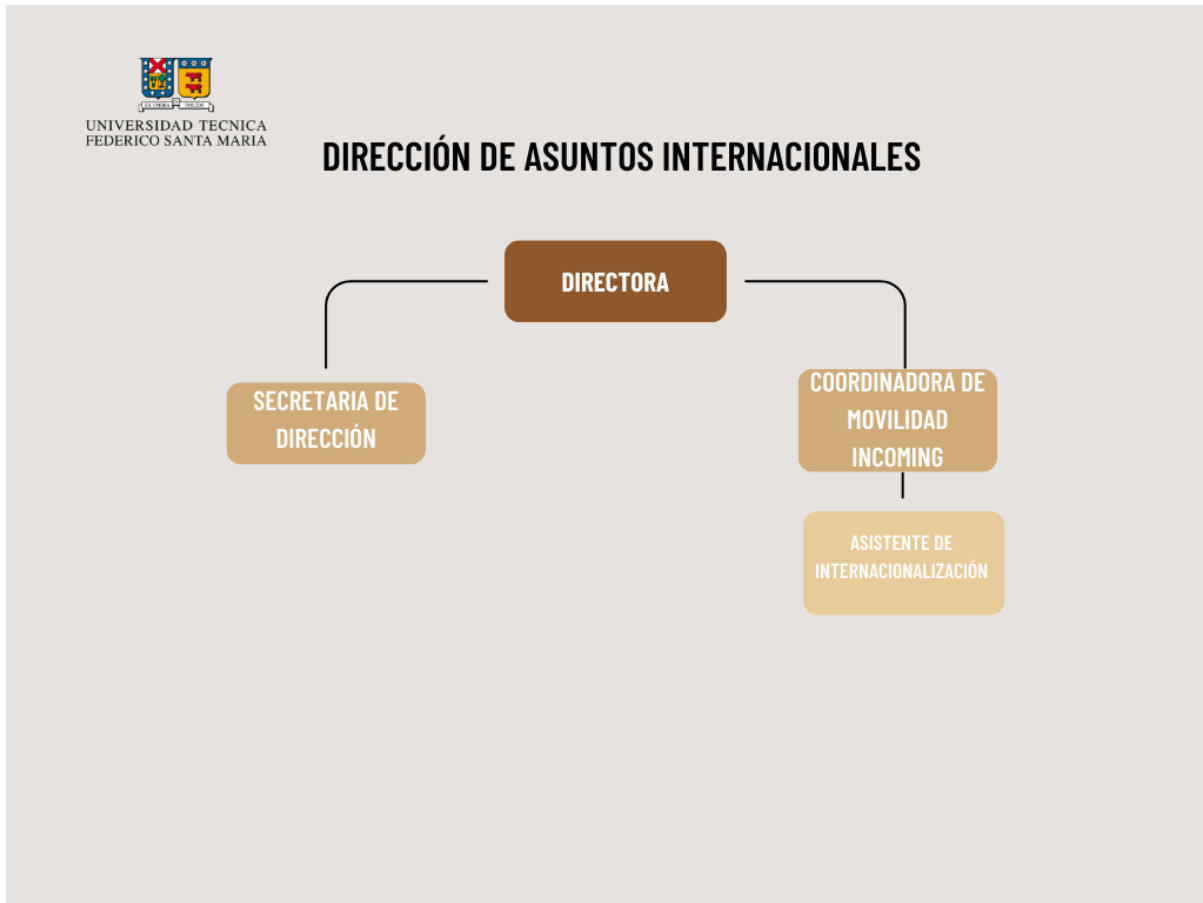 UNIVERSIDAD TECNICA
FEDERICO SANTA MARIA
DIRECCIÓN DE ASUNTOS INTERNACIONALES
DIRECTORA
SECRETARIA DE
DIRECCIÓN
COORDINADORA DE
MOVILIDAD
INCOMING
ASISTENTE DE
INTERNACIONALIZACIÓN